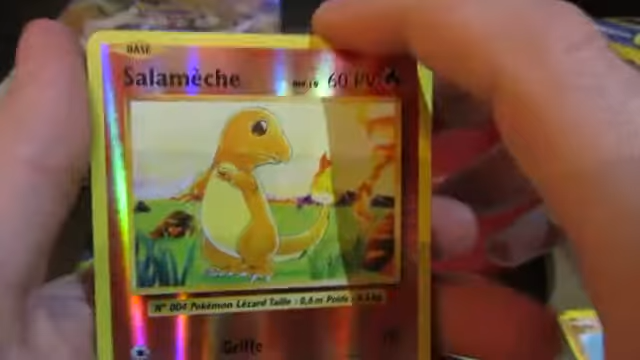 BASE
Salamèche 60 PV
N° 004 Pokémon Lézard Taille : 0,6 m Poids : 8.5 kg
Griffe